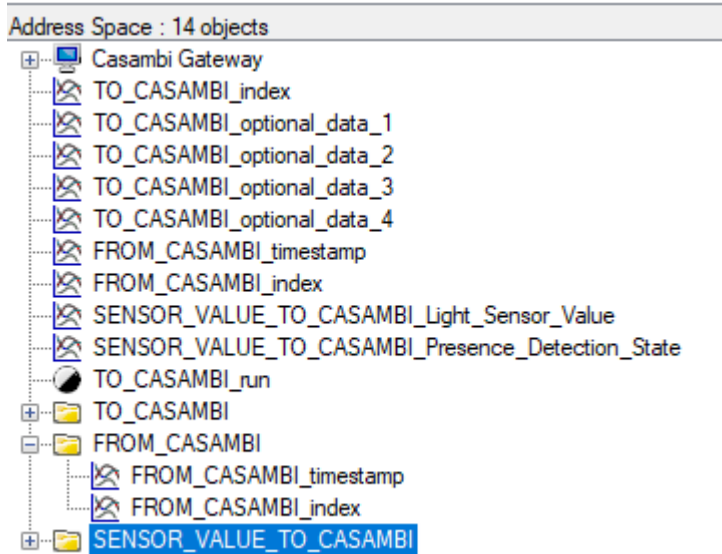 Address Space : 14 objects
Casambi Gateway
TO_CASAMBI_index
TO_CASAMBI_optional_data_1
TO_CASAMBI_optional_data_2
TO_CASAMBI_optional_data_3
TO_CASAMBI_optional_data_4
FROM_CASAMBI_timestamp
FROM_CASAMBI_index
SENSOR_VALUE_TO_CASAMBI_Light_Sensor_Value
SENSOR_VALUE_TO_CASAMBI_Presence_Detection_State
TO_CASAMBI_run
TO_CASAMBI
FROM_CASAMBI
FROM_CASAMBI_timestamp
FROM_CASAMBI_index
SENSOR_VALUE_TO_CASAMBI